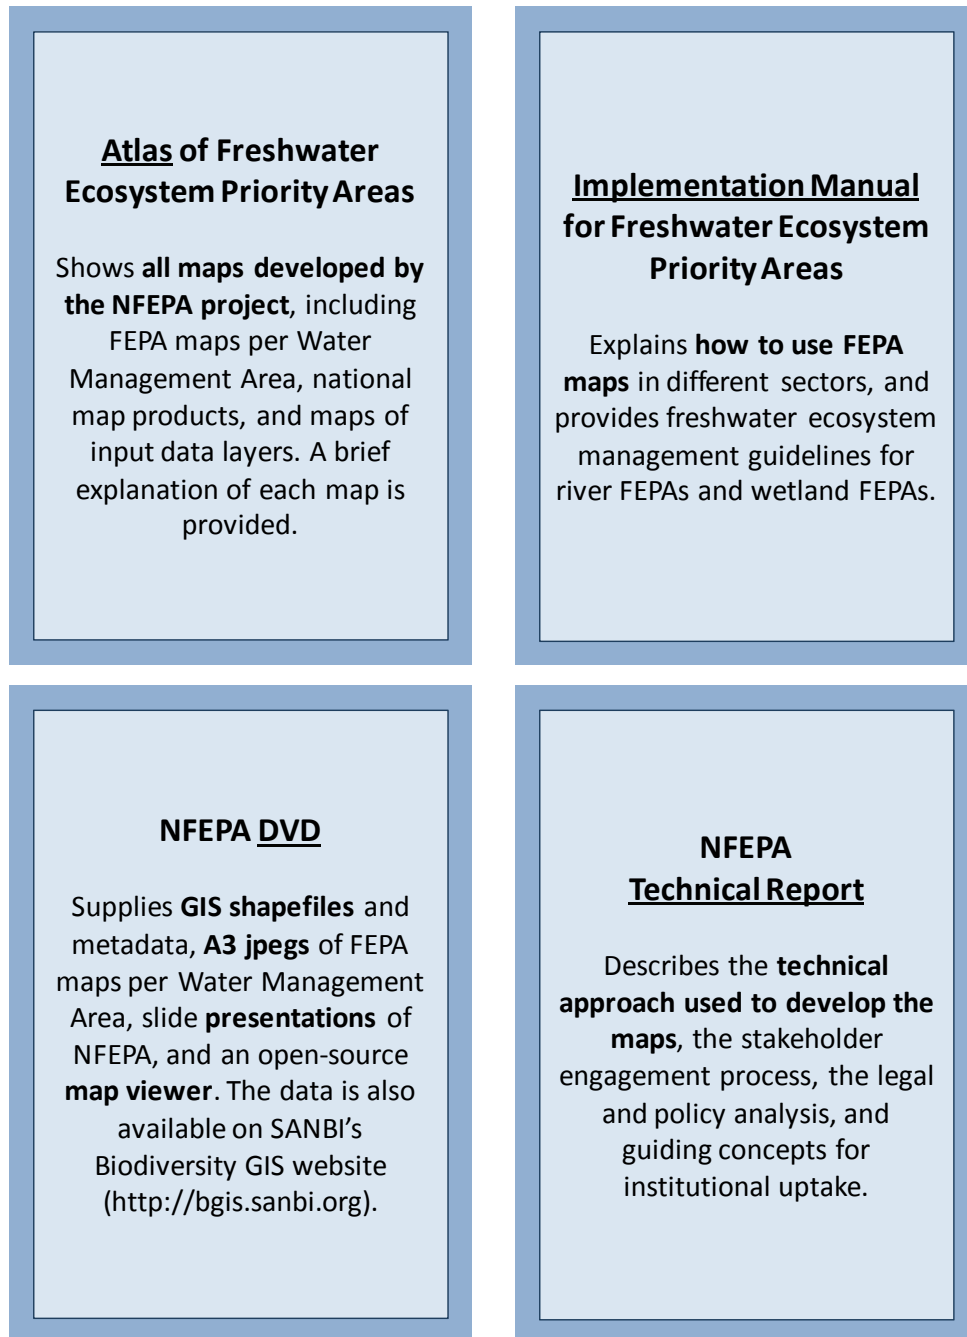 Atlas of Freshwater
Ecosystem Priority Areas
Shows all maps developed by
the NFEPA project, including
FEPA maps per Water
Management Area, national
map products, and maps of
input data layers. A brief
explanation of each map is
provided.
Implementation Manual
for Freshwater Ecosystem
Priority Areas
Explains how to use FEPA
maps in different sectors, and
provides freshwater ecosystem
management guidelines for
river FEPAs and wetland FEPAs.
NFEPA DVD
Supplies GIS shapefiles and
metadata, A3 jpegs of FEPA
maps per Water Management
Area, slide presentations of
NFEPA, and an open-source
map viewer. The data is also
available on SANBI’s
Biodiversity GIS website
(http://bgis.sanbi.org).
NFEPA
Technical Report
Describes the technical
approach used to develop the
maps, the stakeholder
engagement process, the legal
and policy analysis, and
guiding concepts for
institutional uptake.